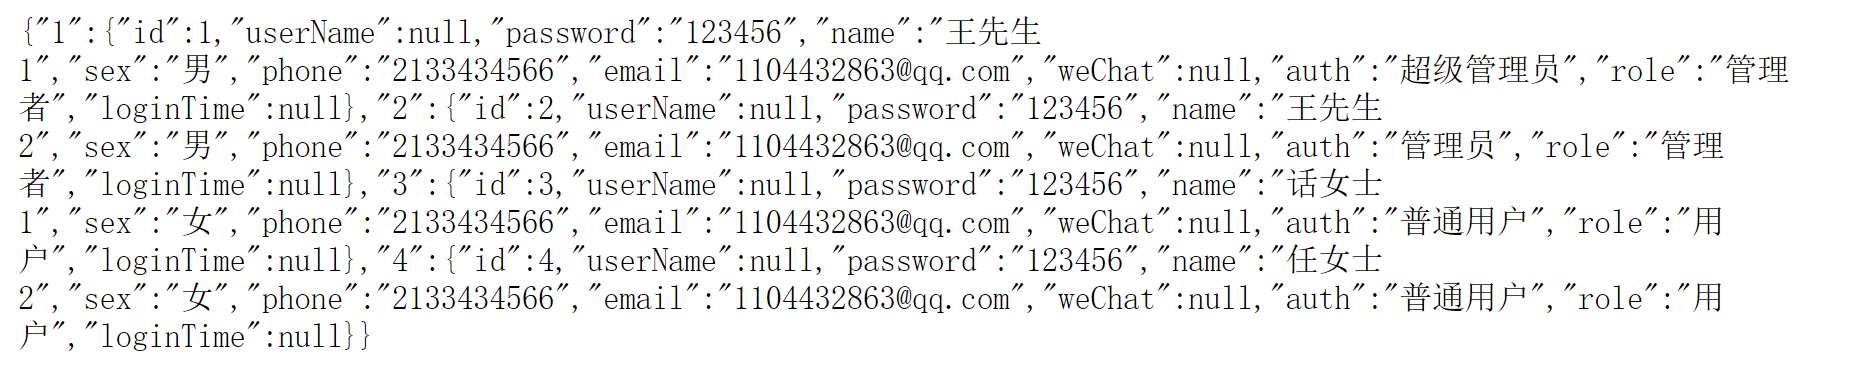 {"1":{"id":1,"userName":null,"password":"123456","name":"王先生
1","sex":"男","phone":"2133434566","email":"1104432863@qq.com","weChat":null,"auth":"超级管理员","role":"管理
者","loginTime":null},"2":{"id":2,"userName":null,"password":"123456","name":"王先生
2","sex":"男","phone":"2133434566","email":"1104432863@qq.com","weChat":null,"auth":"管理员","role":"管理
者","loginTime":null},"3":{"id":3,"userName":null,"password":"123456","name":"话女士
1","sex":"女","phone":"2133434566","email":"1104432863@qq.com","weChat":null,"auth":"普通用户","role":"用
户","loginTime":null},"4":{"id":4,"userName":null,"password":"123456","name":"任女士
2","sex":"女","phone":"2133434566","email":"1104432863@qq.com","weChat":null,"auth":"普通用户","role":"用
户","loginTime":null}}